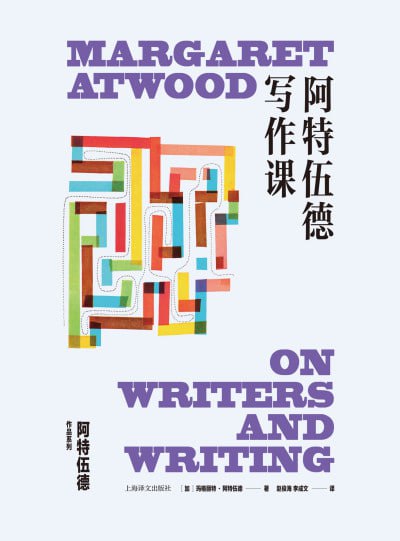 MARGARET
ATWOOD
阿特伍德
写作课
ON
WRITERS
AND
WRITING
阿特伍德
作品系列
上海译文出版社 [加] 玛格丽特·阿特伍德 —— 著 赵俊海 李成文 —— 译